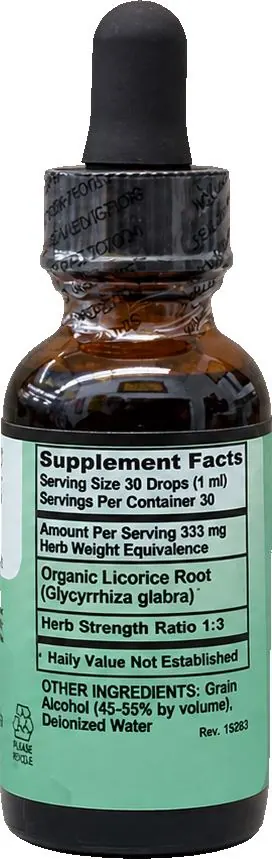 Supplement Facts
Serving Size 30 Drops (1 ml)
Servings Per Container 30
Amount Per Serving 333 mg
Herb Weight Equivalence
Organic Licorice Root
(Glycyrrhiza glabra)
Herb Strength Ratio 1:3
Haily Value Not Established
OTHER INGREDIENTS: Grain
Alcohol (45-55% by volume),
Deionized Water
Rev. 15283
PLEASE